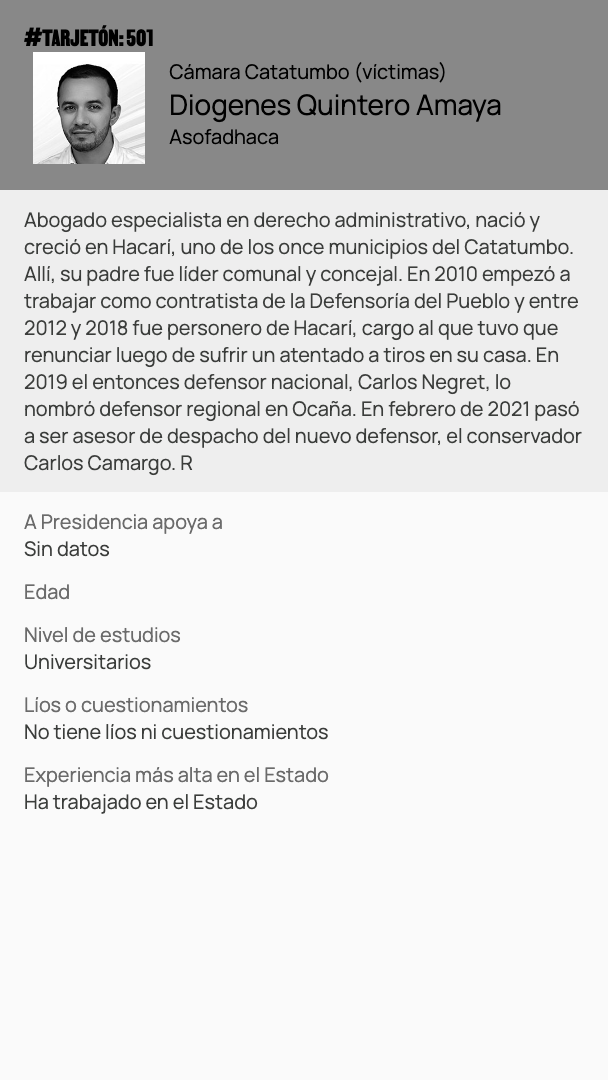 #TARJETÓN: 501
Cámara Catatumbo (víctimas)
Diogenes Quintero Amaya
Asofadhaca
Abogado especialista en derecho administrativo, nació y
creció en Hacarí, uno de los once municipios del Catatumbo.
Allí, su padre fue líder comunal y concejal. En 2010 empezó a
trabajar como contratista de la Defensoría del Pueblo y entre
2012 y 2018 fue personero de Hacarí, cargo al que tuvo que
renunciar luego de sufrir un atentado a tiros en su casa. En
2019 el entonces defensor nacional, Carlos Negret, lo
nombró defensor regional en Ocaña. En febrero de 2021 pasó
a ser asesor de despacho del nuevo defensor, el conservador
Carlos Camargo. R
A Presidencia apoya a
Sin datos
Edad
Nivel de estudios
Universitarios
Líos o cuestionamientos
No tiene líos ni cuestionamientos
Experiencia más alta en el Estado
Ha trabajado en el Estado